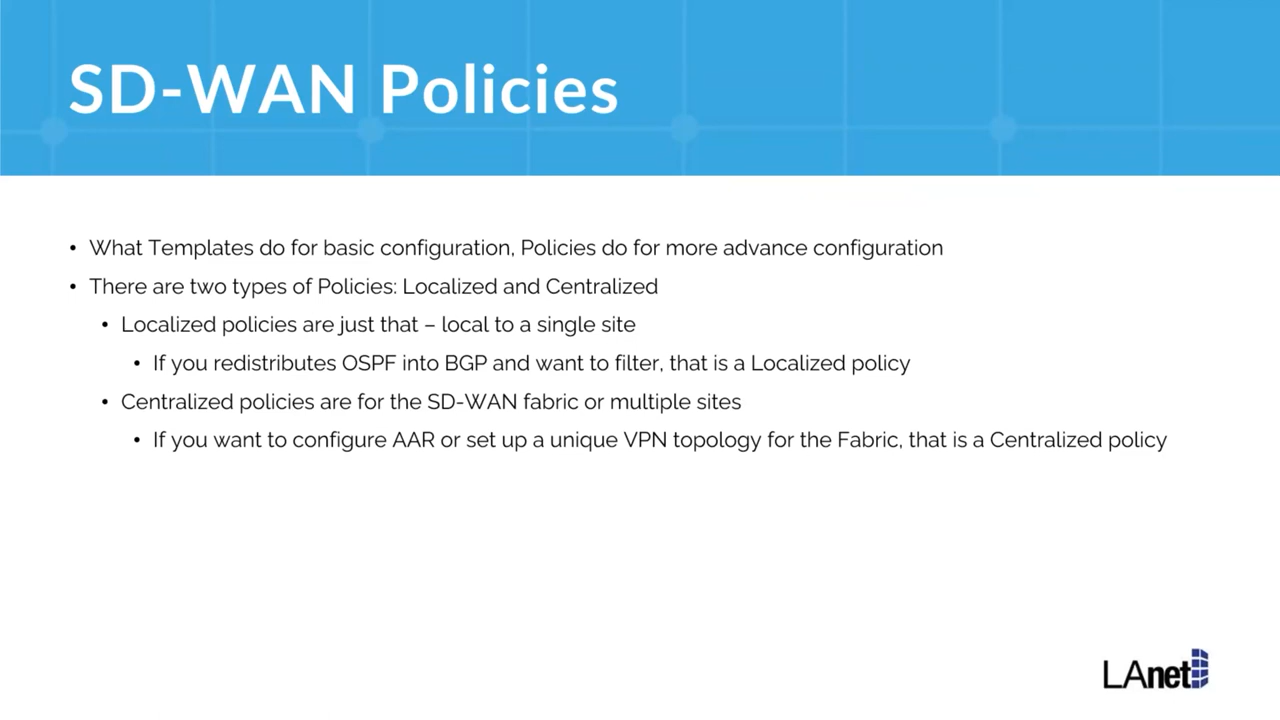 SD-WAN Policies
• What Templates do for basic configuration, Policies do for more advance configuration
• There are two types of Policies: Localized and Centralized
• Localized policies are just that – local to a single site
• If you redistributes OSPF into BGP and want to filter, that is a Localized policy
• Centralized policies are for the SD-WAN fabric or multiple sites
• If you want to configure AAR or set up a unique VPN topology for the Fabric, that is a Centralized policy
LAnet